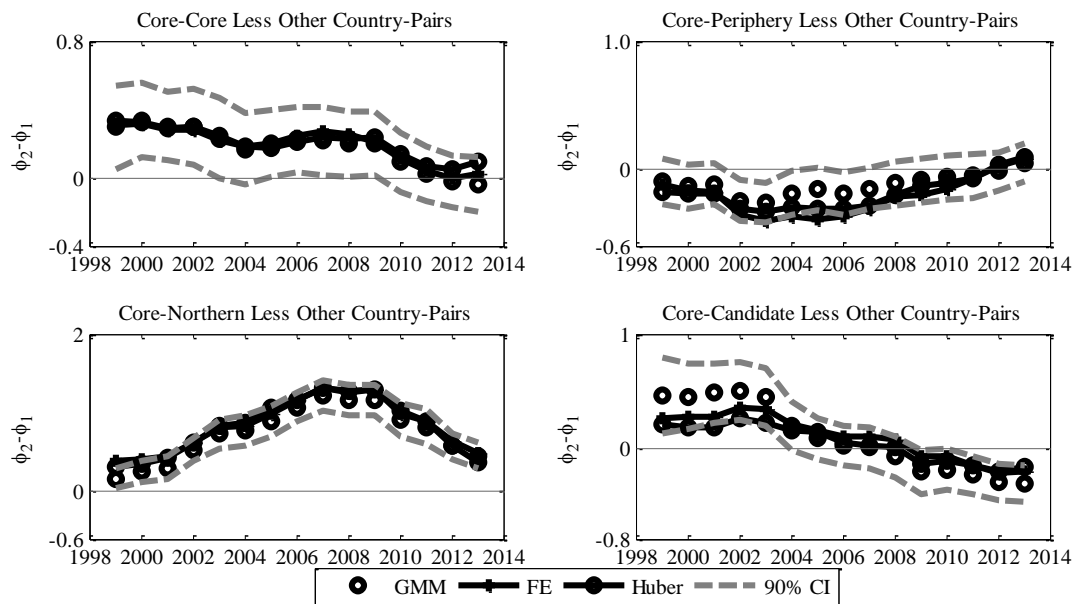 Core-Core Less Other Country-Pairs
0.8
0
-0.4
ϕ2-ϕ1
1998 2000 2002 2004 2006 2008 2010 2012 2014
Core-Periphery Less Other Country-Pairs
1.0
0
-0.6
ϕ2-ϕ1
1998 2000 2002 2004 2006 2008 2010 2012 2014
Core-Northern Less Other Country-Pairs
2
0
-0.6
ϕ2-ϕ1
1998 2000 2002 2004 2006 2008 2010 2012 2014
Core-Candidate Less Other Country-Pairs
1
0
-0.8
ϕ2-ϕ1
1998 2000 2002 2004 2006 2008 2010 2012 2014
GMM FE Huber 90% CI